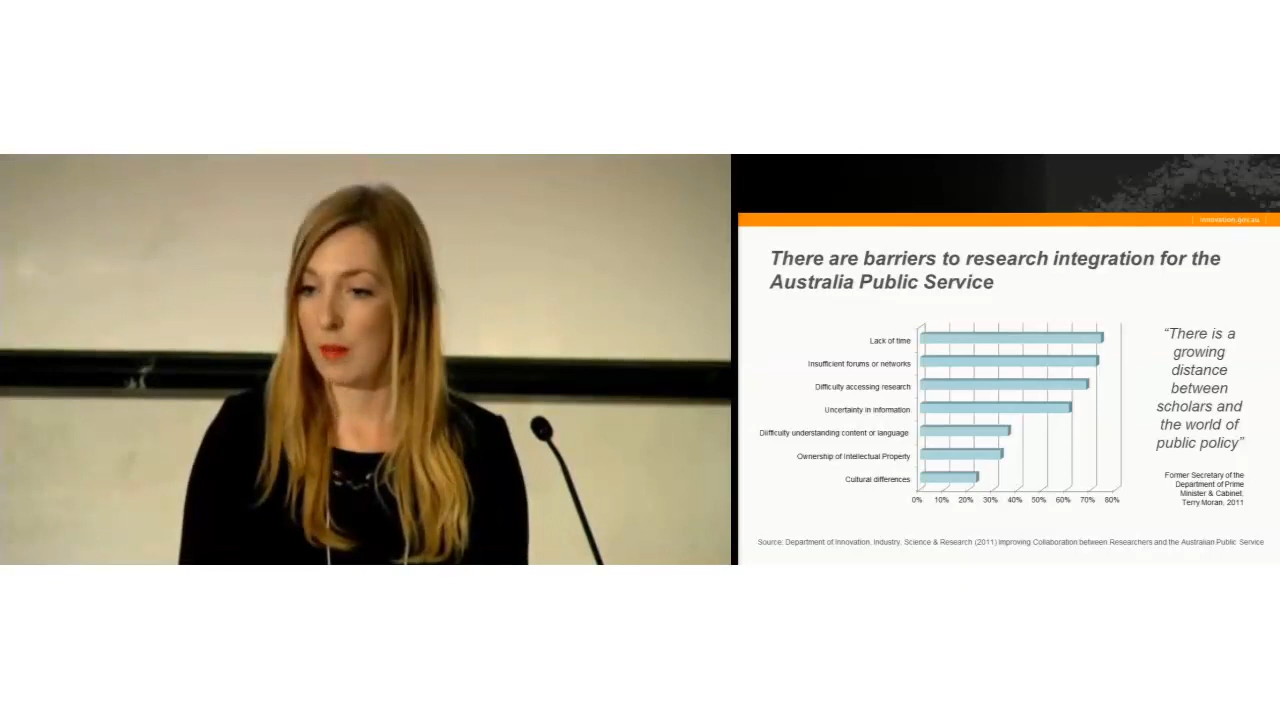 innovation.gov.au
There are barriers to research integration for the
Australia Public Service
Lack of time
Insufficient forums or networks
Difficulty accessing research
Uncertainty in information
Difficulty understanding content or language
Ownership of Intellectual Property
Cultural differences
0% 10% 20% 30% 40% 50% 60% 70% 80%
“There is a
growing
distance
between
scholars and
the world of
public policy”
Former Secretary of the
Department of Prime
Minister & Cabinet,
Terry Moran, 2011
Source: Department of Innovation, Industry, Science & Research (2011) Improving Collaboration between Researchers and the Australian Public Service